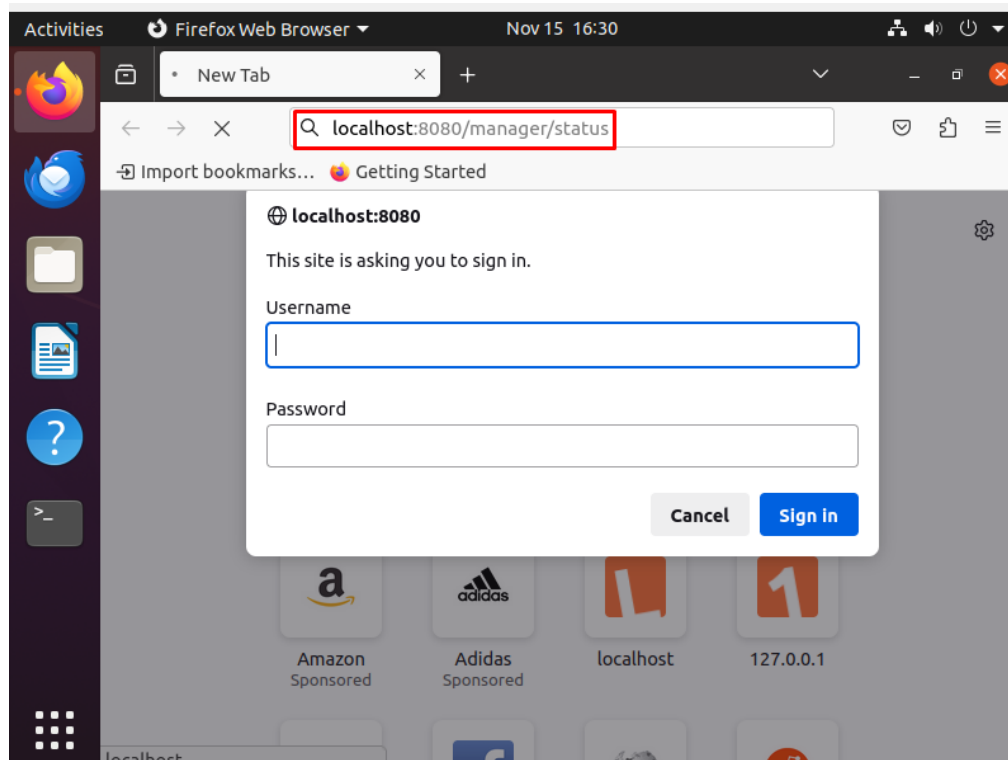 Activities Firefox Web Browser Nov 15 16:30
New Tab
localhost:8080/manager/status
Import bookmarks... Getting Started
localhost:8080
This site is asking you to sign in.
Username
Password
Cancel Sign in
a adidas L 1
Amazon Adidas localhost 127.0.0.1
Sponsored Sponsored
localhost